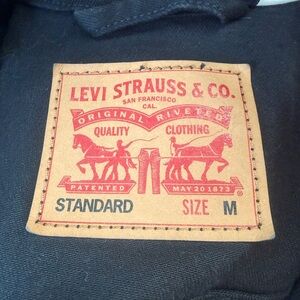 LEVI STRAUSS & CO.
SAN FRANCISCO
CAL.
ORIGINAL RIVETED
QUALITY CLOTHING
PATENTED MAY 20 1873
STANDARD SIZE M